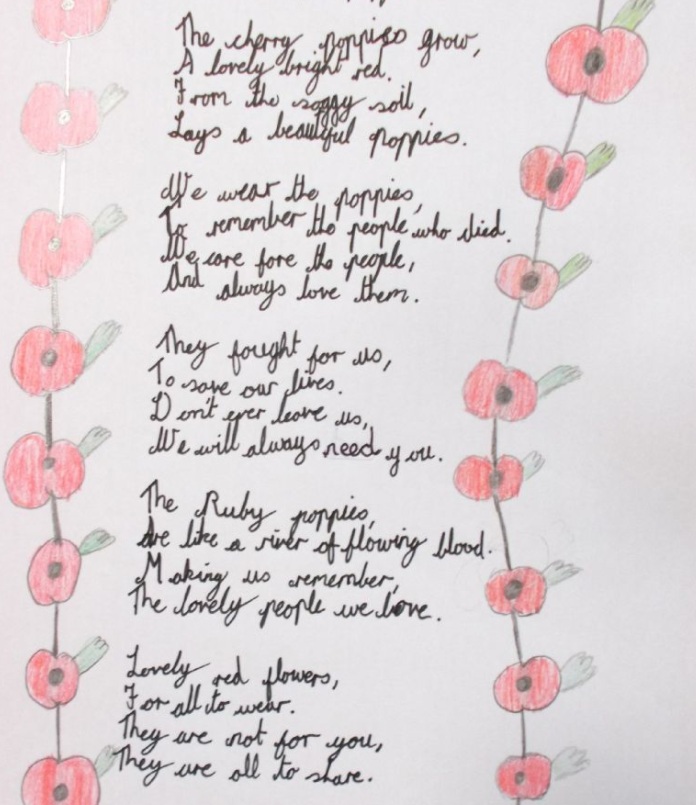 The cherry poppies grow,
A lovely bright red.
From the soggy soil,
Lays a beautiful poppies.
We wear the poppies,
To remember the people who died.
We care fore the people,
And always love them.
They fought for us,
To save our lives.
Don't ever leave us,
We will always need you.
The Ruby poppies,
Are like a river of flowing blood.
Making us remember,
The lovely people we love.
Lovely red flowers,
For all to wear.
They are not for you,
They are all to share.